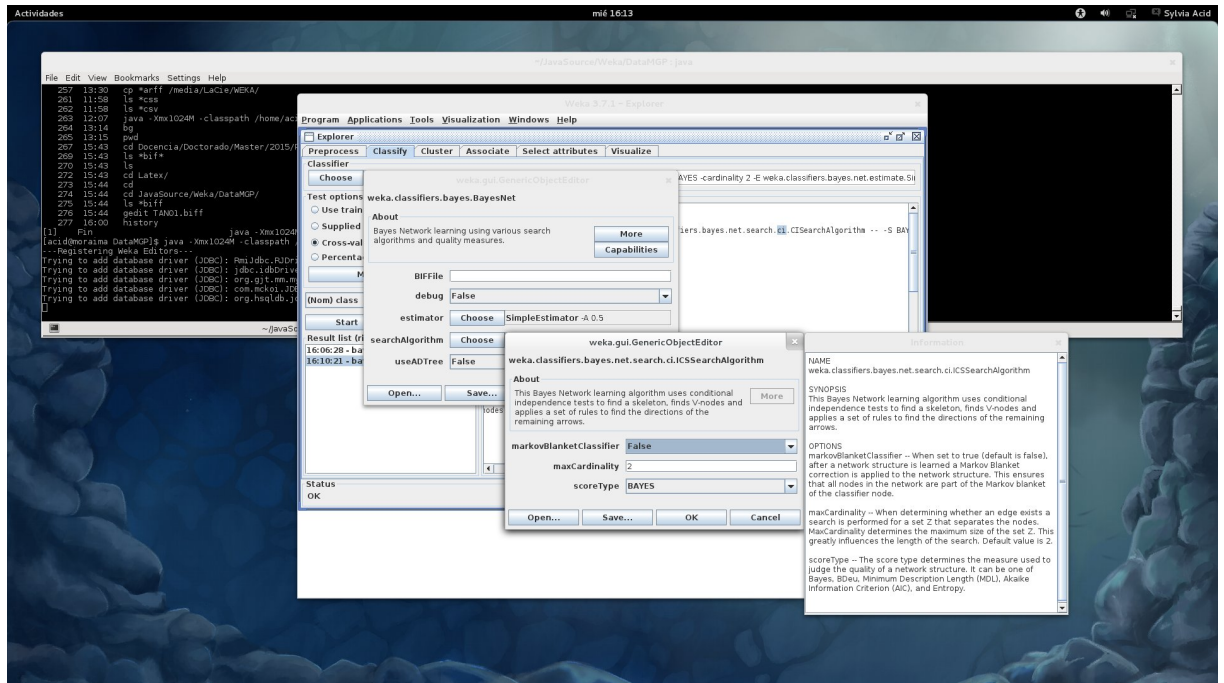 Actividades
mié 16:13
Sylvia Acid
~/JavaSource/Weka/DataMGP : java
File Edit View Bookmarks Settings Help
257 13:30 cp *arff /media/LaCie/WEKA/
261 11:58 ls *css
262 11:58 ls *csv
263 12:07 java -Xmx1024M -classpath /home/aci
264 13:14 bg
265 13:15 pwd
267 15:43 cd Docencia/Doctorado/Master/2015/
269 15:43 ls *bif*
270 15:43 ls
272 15:43 cd Latex/
273 15:44 cd
274 15:44 cd JavaSource/Weka/DataMGP/
275 15:44 ls *biff
276 15:44 gedit TAN01.biff
277 16:00 history
[1] Fin java -Xmx1024M
[acid@moraima DataMGP]$ java -Xmx1024M -classpath
---Registering Weka Editors---
Trying to add database driver (JDBC): RmiJdbc.RJDri
Trying to add database driver (JDBC): jdbc.idbDrive
Trying to add database driver (JDBC): org.gjt.mm.m
Trying to add database driver (JDBC): com.mckoi.JDB
Trying to add database driver (JDBC): org.hsqldb.j
~/JavaSo
Weka 3.7.1 - Explorer
Program Applications Tools Visualization Windows Help
Explorer
Preprocess Classify Cluster Associate Select attributes Visualize
Classifier
Choose
AYES -cardinality 2 -E weka.classifiers.bayes.net.estimate.Si
Test options
Use train
Supplied
Cross-val
Percenta
M
(Nom) class
Start
Result list (ri
16:06:28 - ba
16:10:21 - ba
iers.bayes.net.search.ci.CISearchAlgorithm -- -S BAY
nodes
Status
OK
weka.gui.GenericObjectEditor
weka.classifiers.bayes.BayesNet
About
Bayes Network learning using various search
algorithms and quality measures.
More
Capabilities
BIFFile
debug False
estimator Choose SimpleEstimator -A 0.5
searchAlgorithm Choose
useADTree False
Open... Save...
weka.gui.GenericObjectEditor
weka.classifiers.bayes.net.search.ci.ICSSearchAlgorithm
About
This Bayes Network learning algorithm uses conditional
independence tests to find a skeleton, finds V-nodes and
applies a set of rules to find the directions of the
remaining arrows.
More
markovBlanketClassifier False
maxCardinality 2
scoreType BAYES
Open... Save... OK Cancel
Information
NAME
weka.classifiers.bayes.net.search.ci.ICSSearchAlgorithm
SYNOPSIS
This Bayes Network learning algorithm uses conditional
independence tests to find a skeleton, finds V-nodes and
applies a set of rules to find the directions of the remaining
arrows.
OPTIONS
markovBlanketClassifier -- When set to true (default is false),
after a network structure is learned a Markov Blanket
correction is applied to the network structure. This ensures
that all nodes in the network are part of the Markov blanket
of the classifier node.
maxCardinality -- When determining whether an edge exists a
search is performed for a set Z that separates the nodes.
MaxCardinality determines the maximum size of the set Z. This
greatly influences the length of the search. Default value is 2.
scoreType -- The score type determines the measure used to
judge the quality of a network structure. It can be one of
Bayes, BDeu, Minimum Description Length (MDL), Akaike
Information Criterion (AIC), and Entropy.